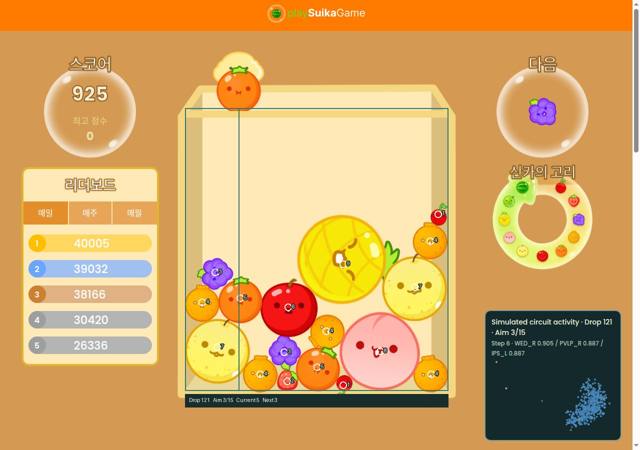 playSuikaGame
스코어
925
최고 점수
0
리더보드
매일
매주
매월
1 40005
2 39032
3 38166
4 30420
5 26336
다음
신카의 고리
Simulated circuit activity · Drop 121
· Aim 3/15
Step 6 · WED_R 0.905 / PVLP_R 0.887 /
IPS_L 0.887
Drop 121 Aim 3/15 Current 5 Next 3